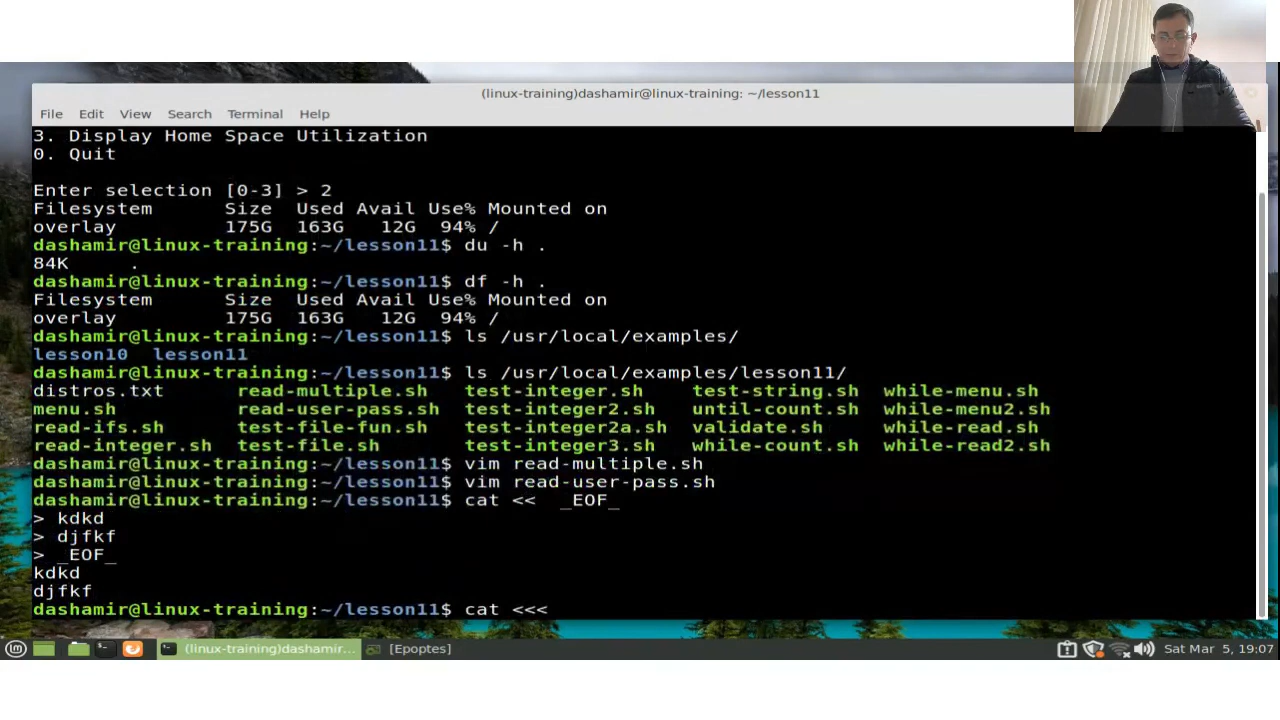 (linux-training)dashamir@linux-training: ~/lesson11
File Edit View Search Terminal Help
3. Display Home Space Utilization
0. Quit
Enter selection [0-3] > 2
Filesystem Size Used Avail Use% Mounted on
overlay 175G 163G 12G 94% /
dashamir@linux-training:~/lesson11$ du -h .
84K .
dashamir@linux-training:~/lesson11$ df -h .
Filesystem Size Used Avail Use% Mounted on
overlay 175G 163G 12G 94% /
dashamir@linux-training:~/lesson11$ ls /usr/local/examples/
lesson10 lesson11
dashamir@linux-training:~/lesson11$ ls /usr/local/examples/lesson11/
distros.txt read-multiple.sh test-integer.sh test-string.sh while-menu.sh
menu.sh read-user-pass.sh test-integer2.sh until-count.sh while-menu2.sh
read-ifs.sh test-file-fun.sh test-integer2a.sh validate.sh while-read.sh
read-integer.sh test-file.sh test-integer3.sh while-count.sh while-read2.sh
dashamir@linux-training:~/lesson11$ vim read-multiple.sh
dashamir@linux-training:~/lesson11$ vim read-user-pass.sh
dashamir@linux-training:~/lesson11$ cat << _EOF_
> kdkd
> djfkf
> _EOF_
kdkd
djfkf
dashamir@linux-training:~/lesson11$ cat <<<
(linux-training)dashamir... [Epoptes] Sat Mar 5, 19:07